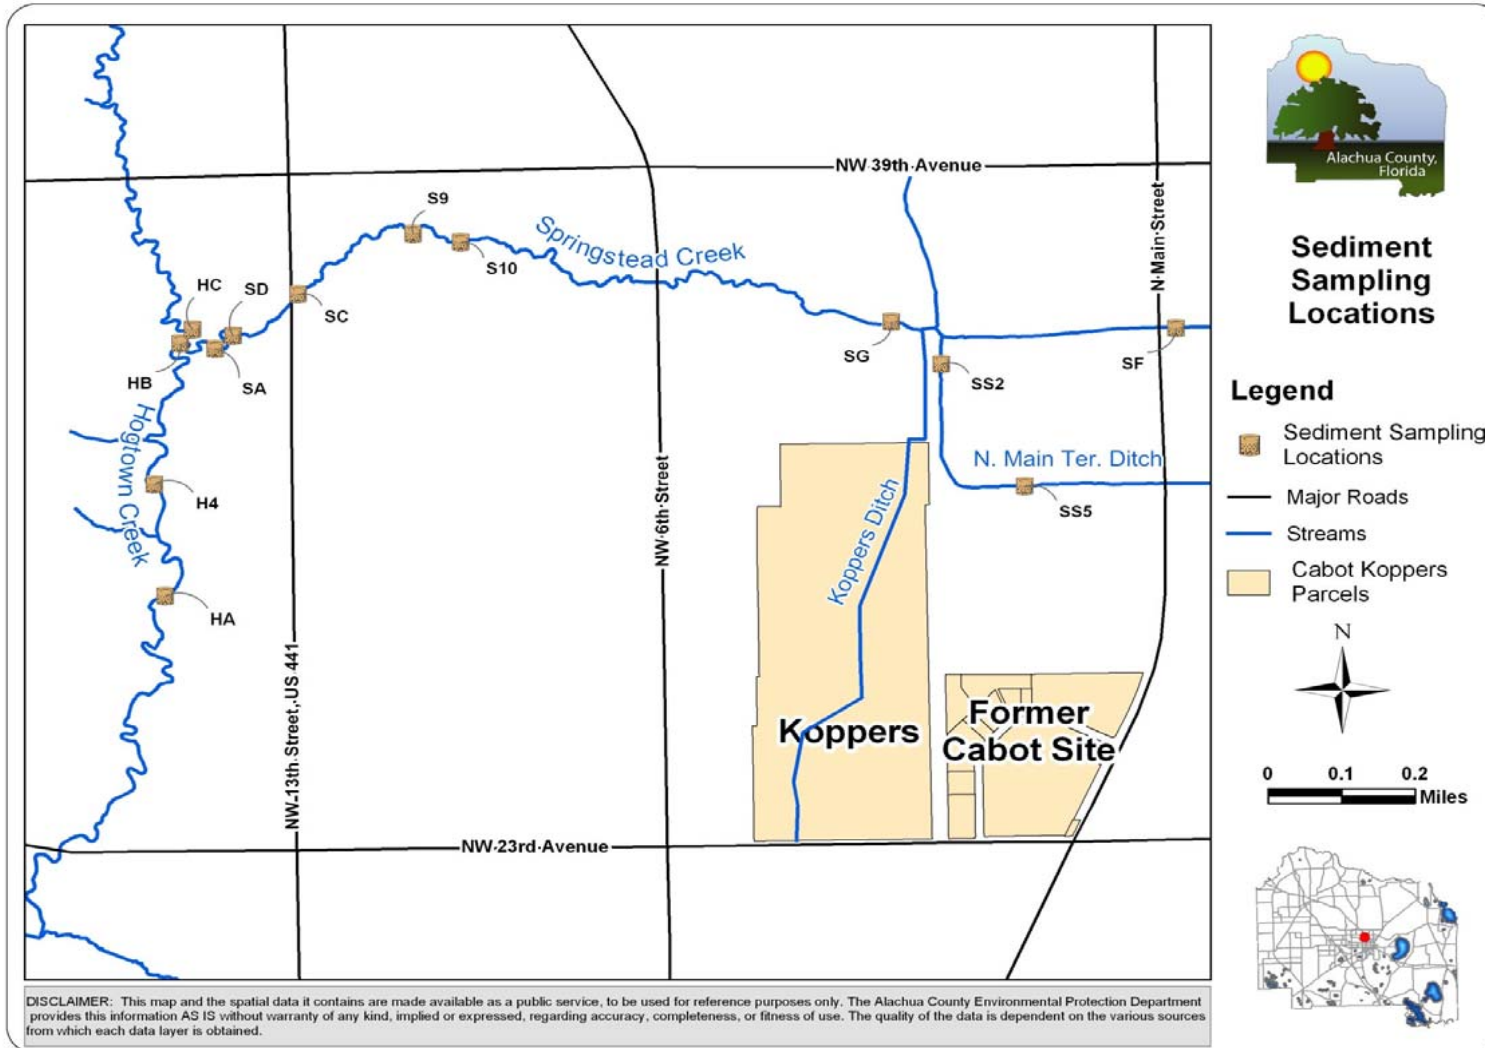 NW 39th Avenue
N Main Street
Alachua County,
Florida
S9
Springstead Creek
S10
Sediment
Sampling
Locations
HC
SD
SC
SG
SF
HB
SA
SS2
Legend
Hogtown Creek
Sediment Sampling
Locations
N. Main Ter. Ditch
H4
NW 6th Street
Koppers Ditch
SS5
Major Roads
Streams
Cabot Koppers
Parcels
HA
N
NW 13th Street, US 441
Koppers
Former
Cabot Site
0 0.1 0.2
Miles
NW 23rd Avenue
DISCLAIMER: This map and the spatial data it contains are made available as a public service, to be used for reference purposes only. The Alachua County Environmental Protection Department
provides this information AS IS without warranty of any kind, implied or expressed, regarding accuracy, completeness, or fitness of use. The quality of the data is dependent on the various sources
from which each data layer is obtained.